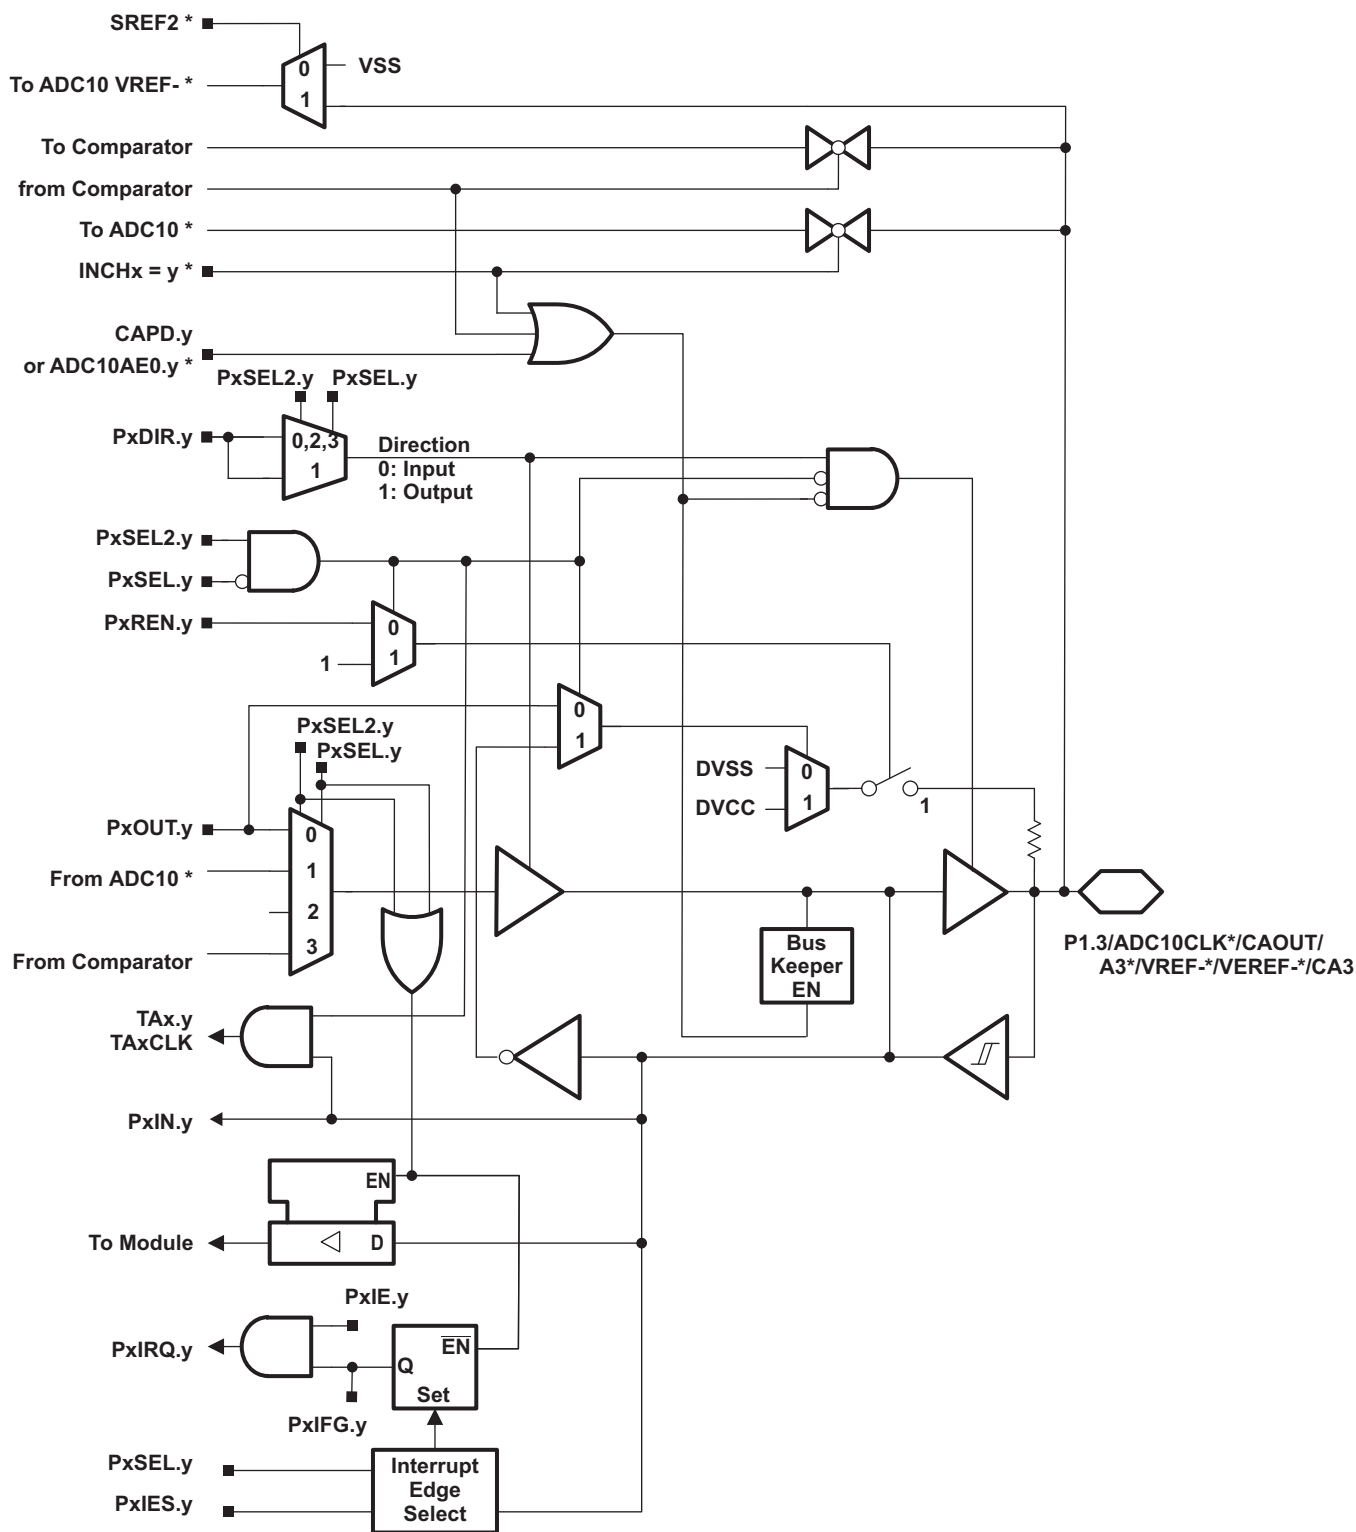 SREF2 *
0
VSS
To ADC10 VREF- *
1
To Comparator
from Comparator
To ADC10 *
INCHx = y *
CAPD.y
or ADC10AE0.y *
PxSEL2.y
PxSEL.y
PxDIR.y
0,2,3
1
Direction
0: Input
1: Output
PxSEL2.y
PxSEL.y
PxREN.y
0
1
1
0
1
PxSEL2.y
PxSEL.y
DVSS
0
DVCC
1
1
PxOUT.y
0
From ADC10 *
1
2
From Comparator
3
Bus
Keeper
EN
P1.3/ADC10CLK*/CAOUT/
A3*/VREF-*/VEREF-*/CA3
TAx.y
TAxCLK
PxIN.y
EN
To Module
D
PxIE.y
PxIRQ.y
EN
Q
Set
PxIFG.y
PxSEL.y
PxIES.y
Interrupt
Edge
Select